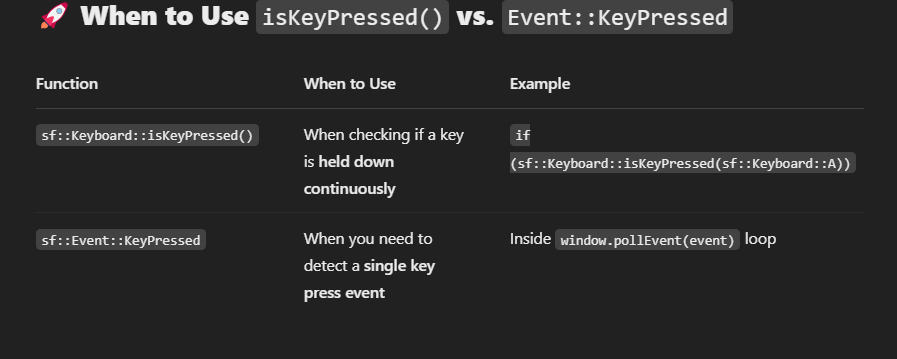 🚀 When to Use isKeyPressed() vs. Event::KeyPressed
Function When to Use Example
sf::Keyboard::isKeyPressed() When checking if a key if
is held down (sf::Keyboard::isKeyPressed(sf::Keyboard::A))
continuously
sf::Event::KeyPressed When you need to Inside window.pollEvent(event) loop
detect a single key
press event